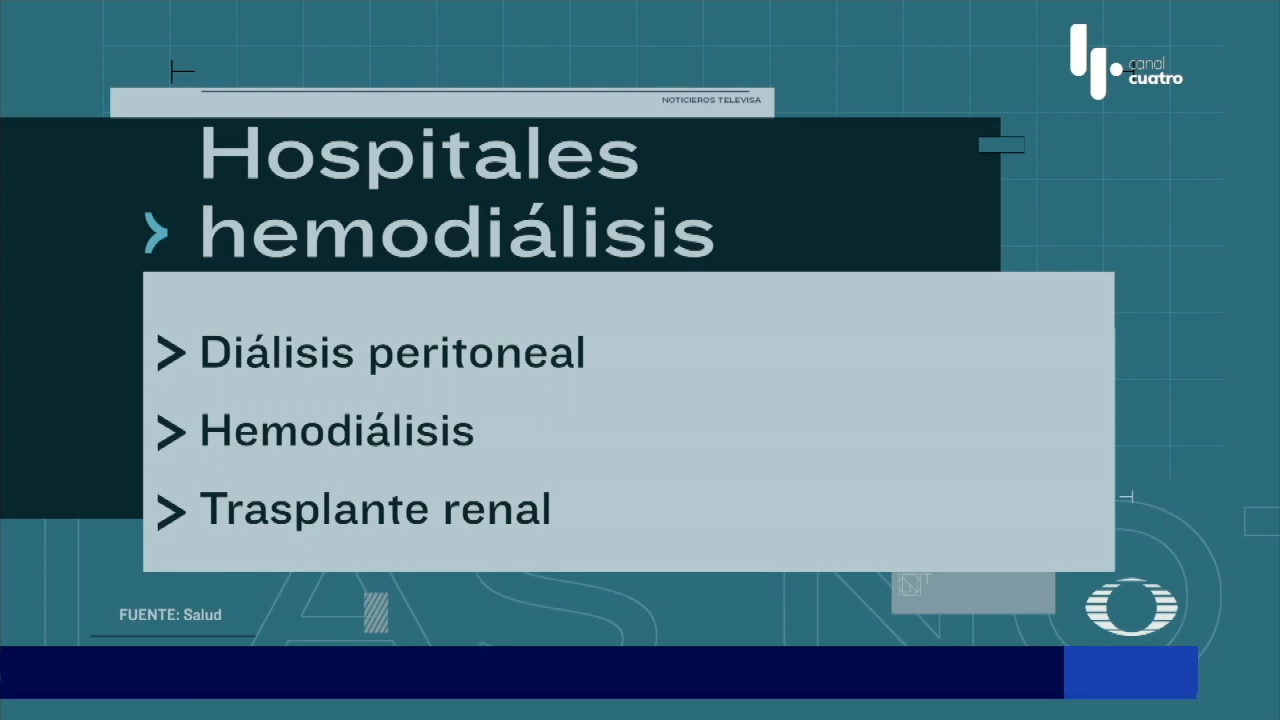 canal
cuatro
NOTICIEROS TELEVISA
Hospitales
hemodiálisis
Diálisis peritoneal
Hemodiálisis
Trasplante renal
FUENTE: Salud